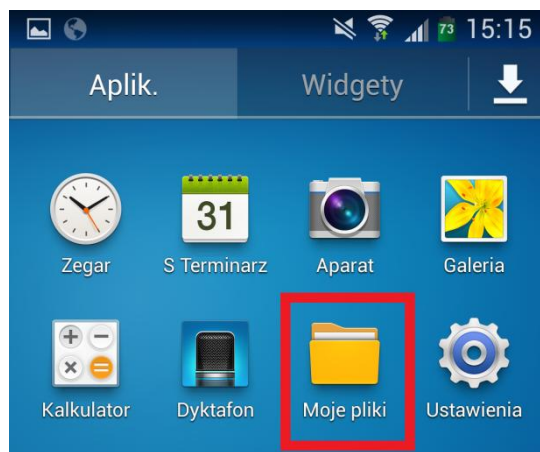 73 15:15
Aplik. Widgety
31
Zegar S Terminarz Aparat Galeria
Kalkulator Dyktafon Moje pliki Ustawienia